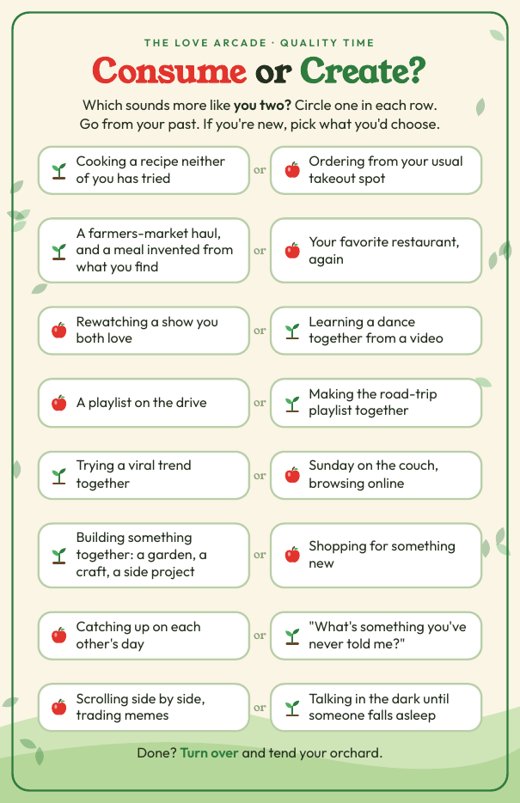 THE LOVE ARCADE · QUALITY TIME
Consume or Create?
Which sounds more like you two? Circle one in each row.
Go from your past. If you're new, pick what you'd choose.
Cooking a recipe neither
of you has tried
or
Ordering from your usual
takeout spot
A farmers-market haul,
and a meal invented from
what you find
or
Your favorite restaurant,
again
Rewatching a show you
both love
or
Learning a dance
together from a video
A playlist on the drive
or
Making the road-trip
playlist together
Trying a viral trend
together
or
Sunday on the couch,
browsing online
Building something
together: a garden, a
craft, a side project
or
Shopping for something
new
Catching up on each
other's day
or
"What's something you've
never told me?"
Scrolling side by side,
trading memes
or
Talking in the dark until
someone falls asleep
Done? Turn over and tend your orchard.